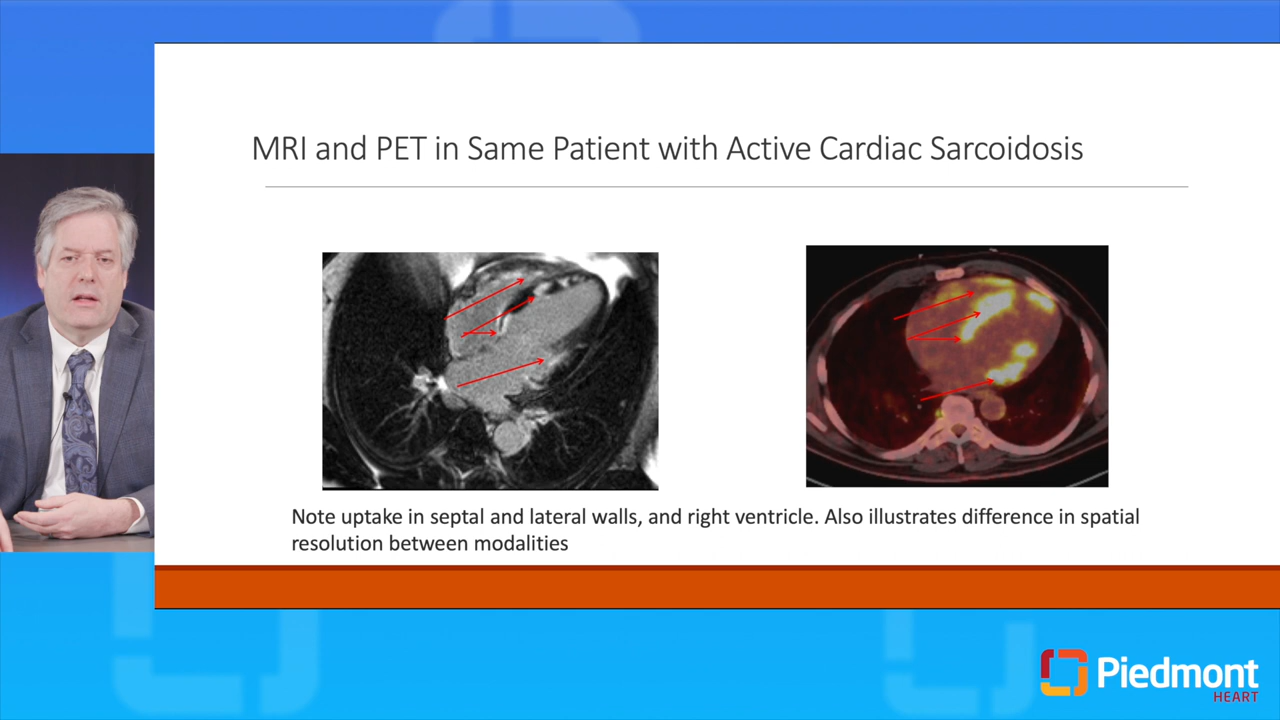 MRI and PET in Same Patient with Active Cardiac Sarcoidosis
Note uptake in septal and lateral walls, and right ventricle. Also illustrates difference in spatial
resolution between modalities
Piedmont
HEART